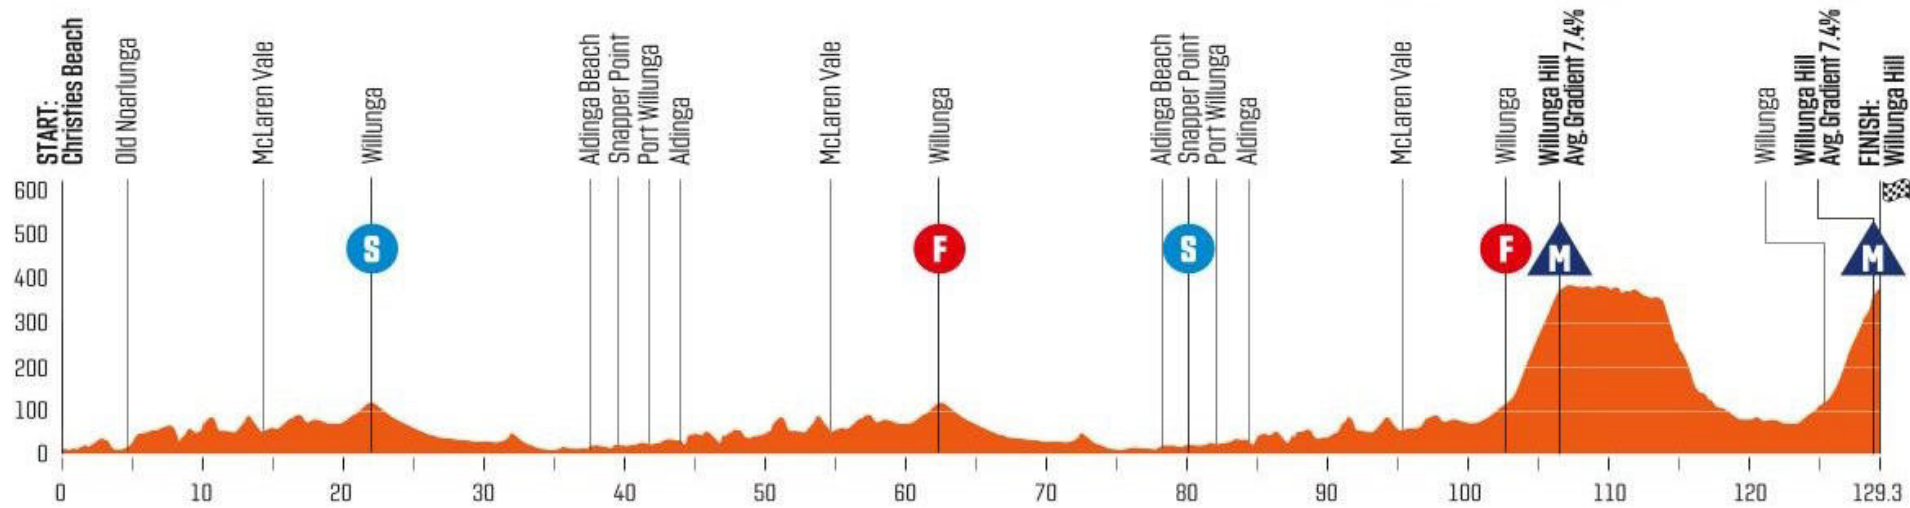 START:
Christies Beach
Old Noarlunga
McLaren Vale
Willunga
Aldinga Beach
Snapper Point
Port Willunga
Aldinga
McLaren Vale
Willunga
Aldinga Beach
Snapper Point
Port Willunga
Aldinga
McLaren Vale
Willunga
Willunga Hill
Avg. Gradient 7.4%
Willunga
Willunga Hill
Avg. Gradient 7.4%
FINISH:
Willunga Hill
600
500
400
300
200
100
0
S
F
S
F
M
M
0
10
20
30
40
50
60
70
80
90
100
110
120
129.3